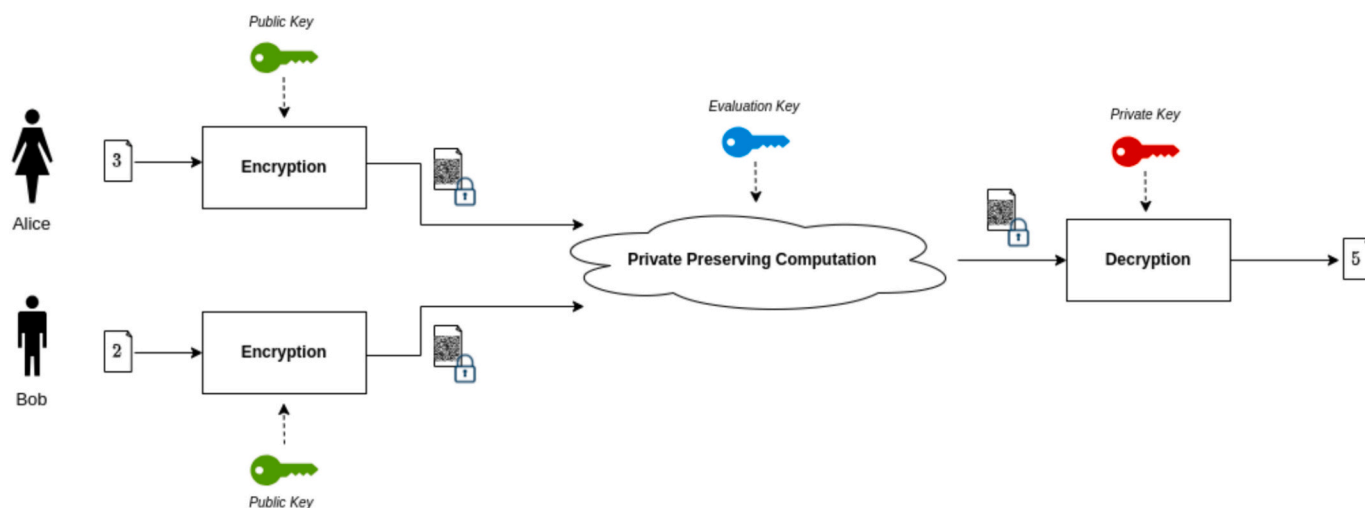 Public Key
Evaluation Key
Private Key
3
Encryption
Alice
Private Preserving Computation
Decryption
5
2
Encryption
Bob
Public Key